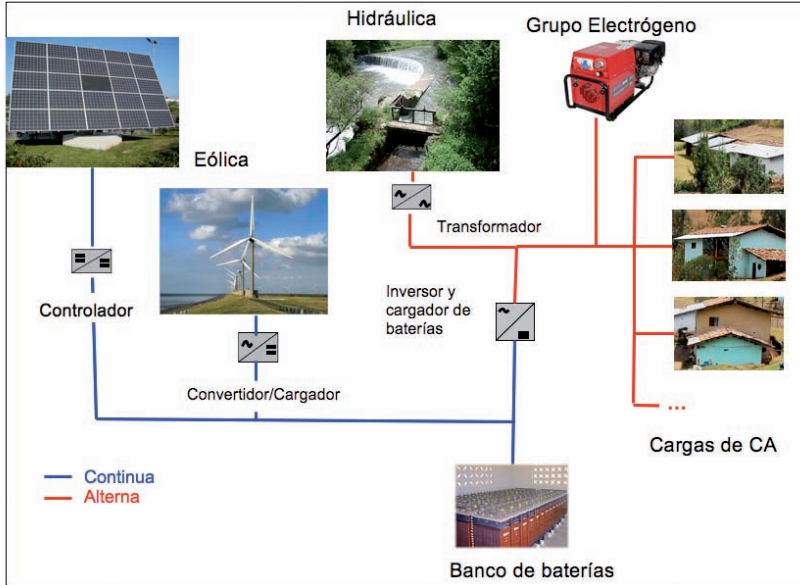 Hidráulica
Grupo Electrógeno
Eólica
Transformador
Controlador
Inversor y
cargador de
baterías
Convertidor/Cargador
Cargas de CA
...
Continua
Alterna
Banco de baterías